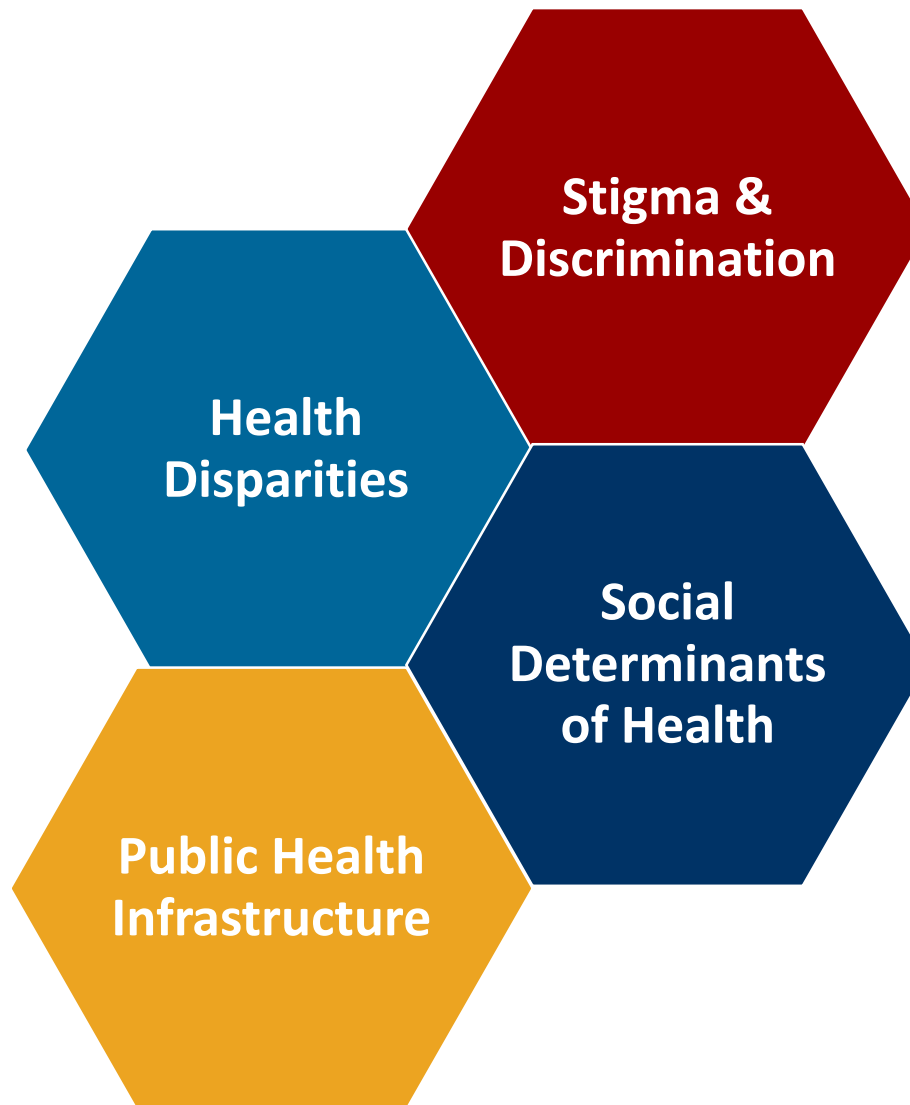 Stigma &
Discrimination
Health
Disparities
Social
Determinants
of Health
Public Health
Infrastructure